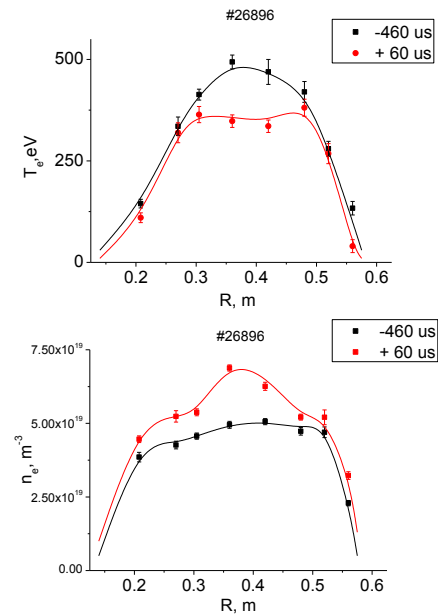 #26896
-460 us
+ 60 us
500
250
0
Te,eV
0.2 0.3 0.4 0.5 0.6
R, m
#26896
-460 us
+ 60 us
7.50x10^19
5.00x10^19
2.50x10^19
0.00
ne, m^-3
0.2 0.3 0.4 0.5 0.6
R, m